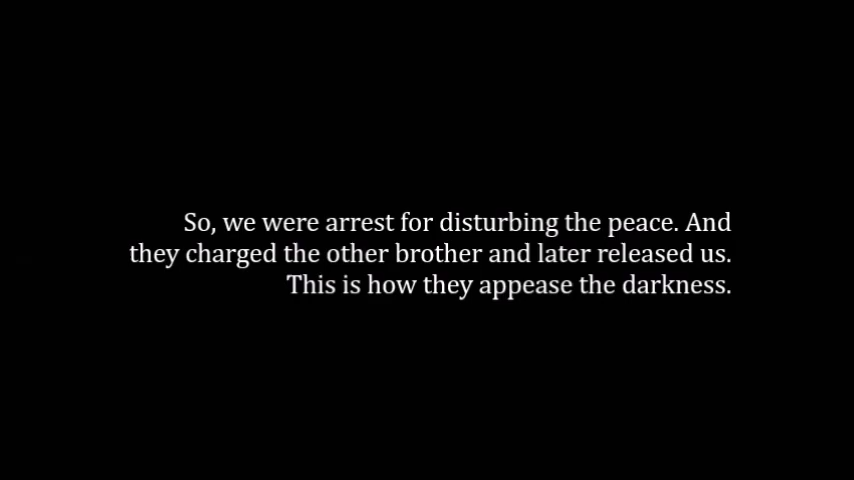 So, we were arrest for disturbing the peace. And
they charged the other brother and later released us.
This is how they appease the darkness.